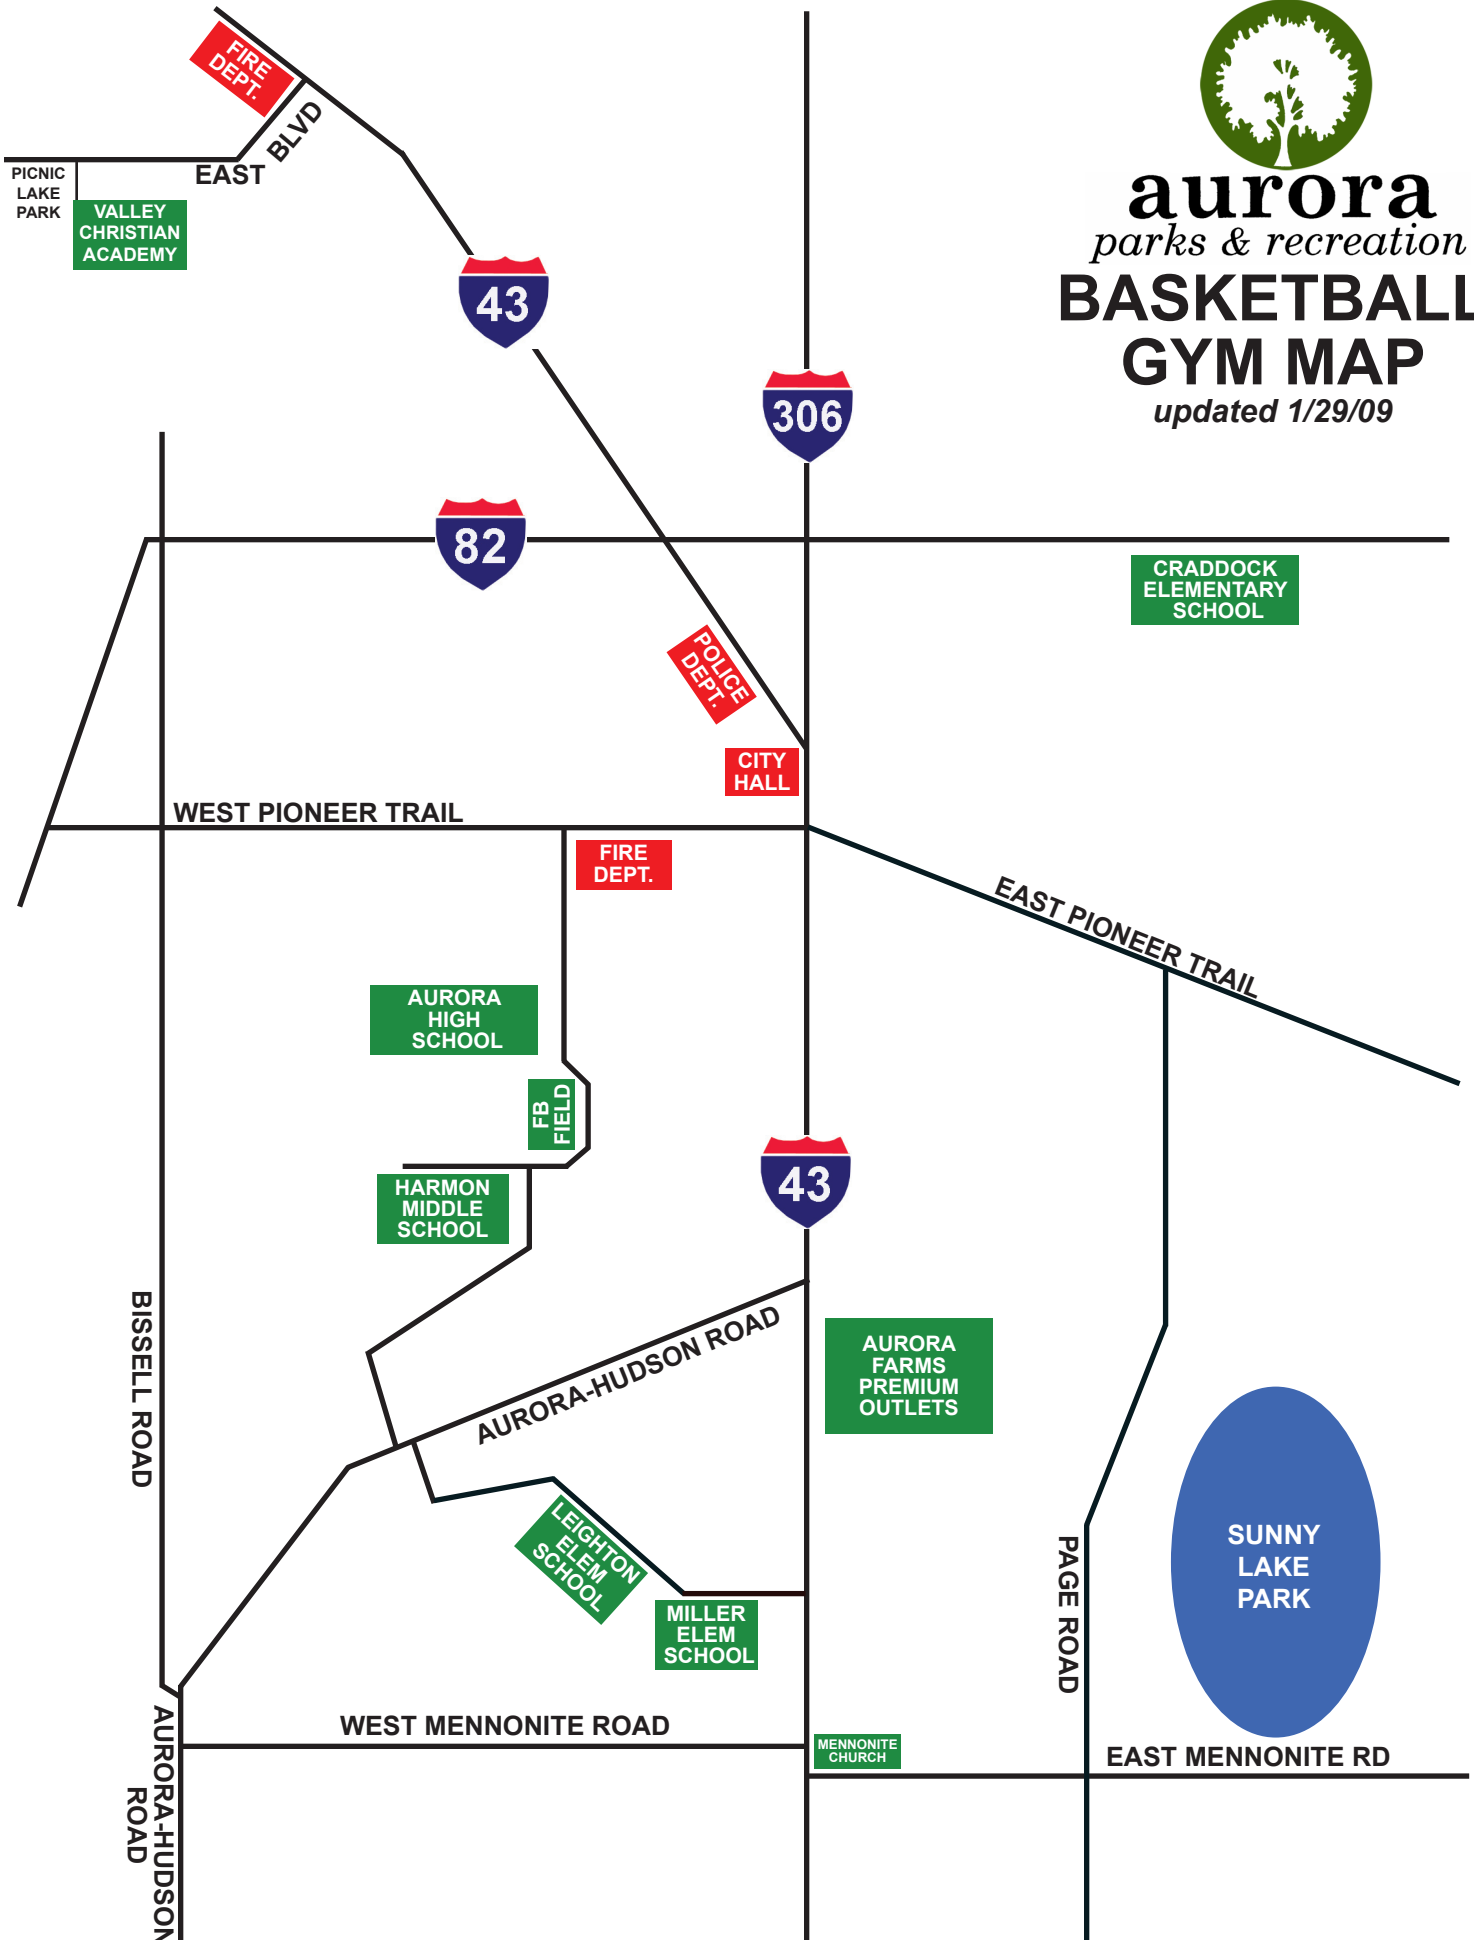 FIRE
DEPT.
BLVD
EAST
PICNIC
LAKE
PARK
VALLEY
CHRISTIAN
ACADEMY
aurora
parks & recreation
BASKETBALL
GYM MAP
updated 1/29/09
43
306
82
CRADDOCK
ELEMENTARY
SCHOOL
POLICE
DEPT.
CITY
HALL
WEST PIONEER TRAIL
FIRE
DEPT.
EAST PIONEER TRAIL
AURORA
HIGH
SCHOOL
FB
FIELD
43
HARMON
MIDDLE
SCHOOL
BISSELL ROAD
AURORA-HUDSON ROAD
AURORA
FARMS
PREMIUM
OUTLETS
LEIGHTON
ELEM
SCHOOL
MILLER
ELEM
SCHOOL
PAGE ROAD
SUNNY
LAKE
PARK
WEST MENNONITE ROAD
MENNONITE
CHURCH
EAST MENNONITE RD
AURORA-HUDSON
ROAD